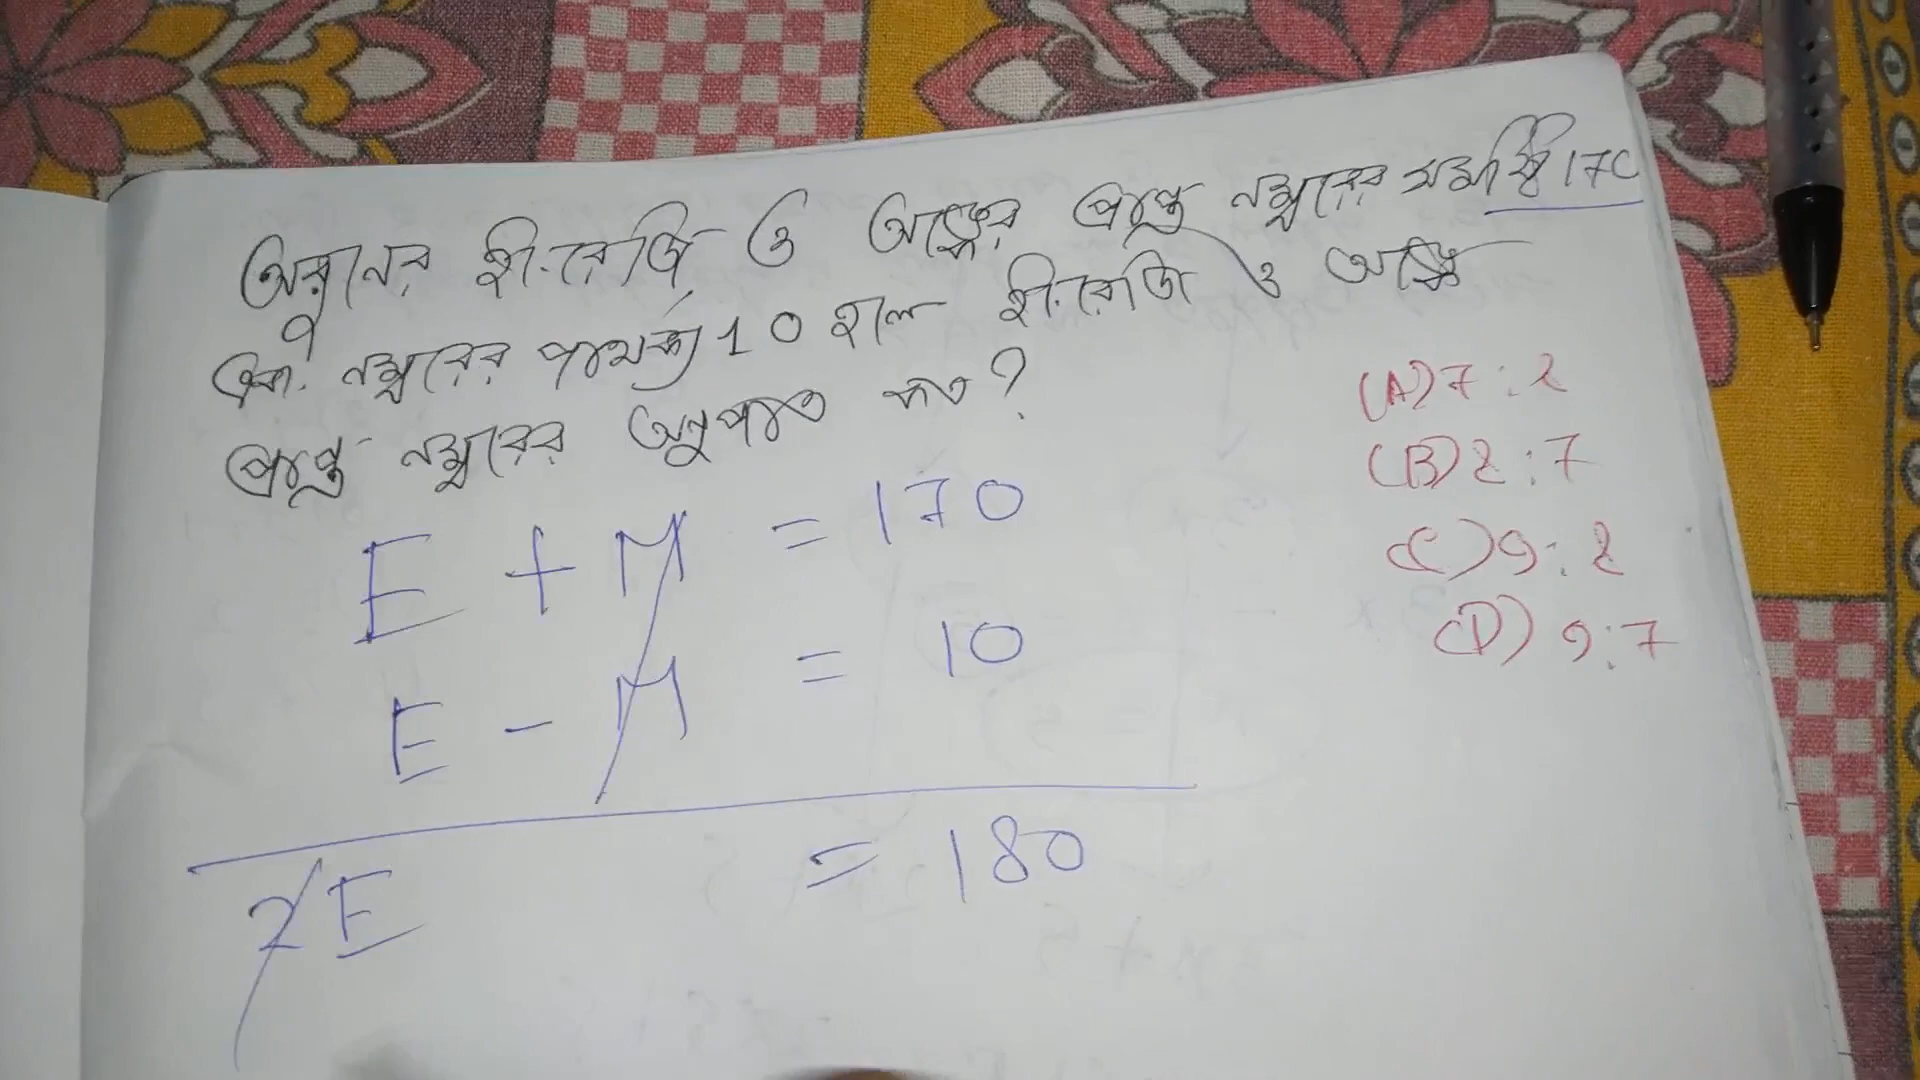 অরুনের ইংরেজি ও অঙ্কের প্রাপ্ত নম্বরের সমষ্টি 170
এবং নম্বরের পার্থক্য 10 হলে ইংরেজি ও অঙ্কে
প্রাপ্ত নম্বরের অনুপাত কত?
(A) 7:2
(B) 2:7
(C) 9:2
(D) 9:7
E + M = 170
E - M = 10
2E = 180